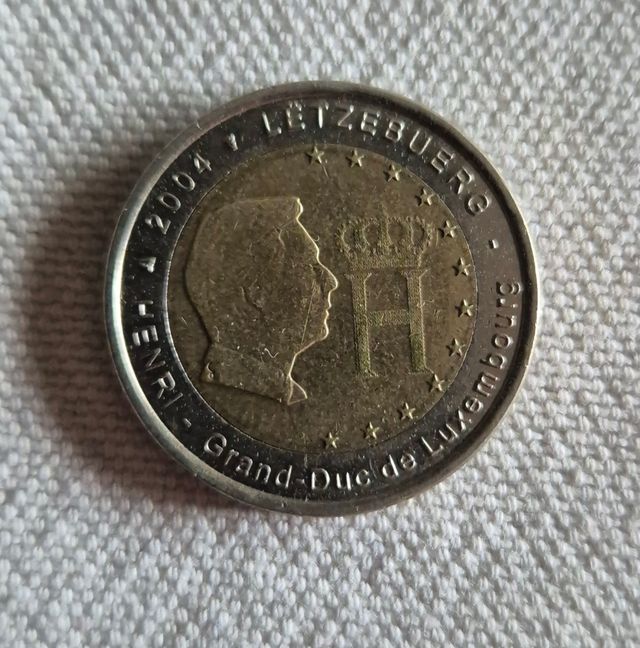 LËTZEBUERG - HENRI - Grand-Duc de Luxembourg
2004
H